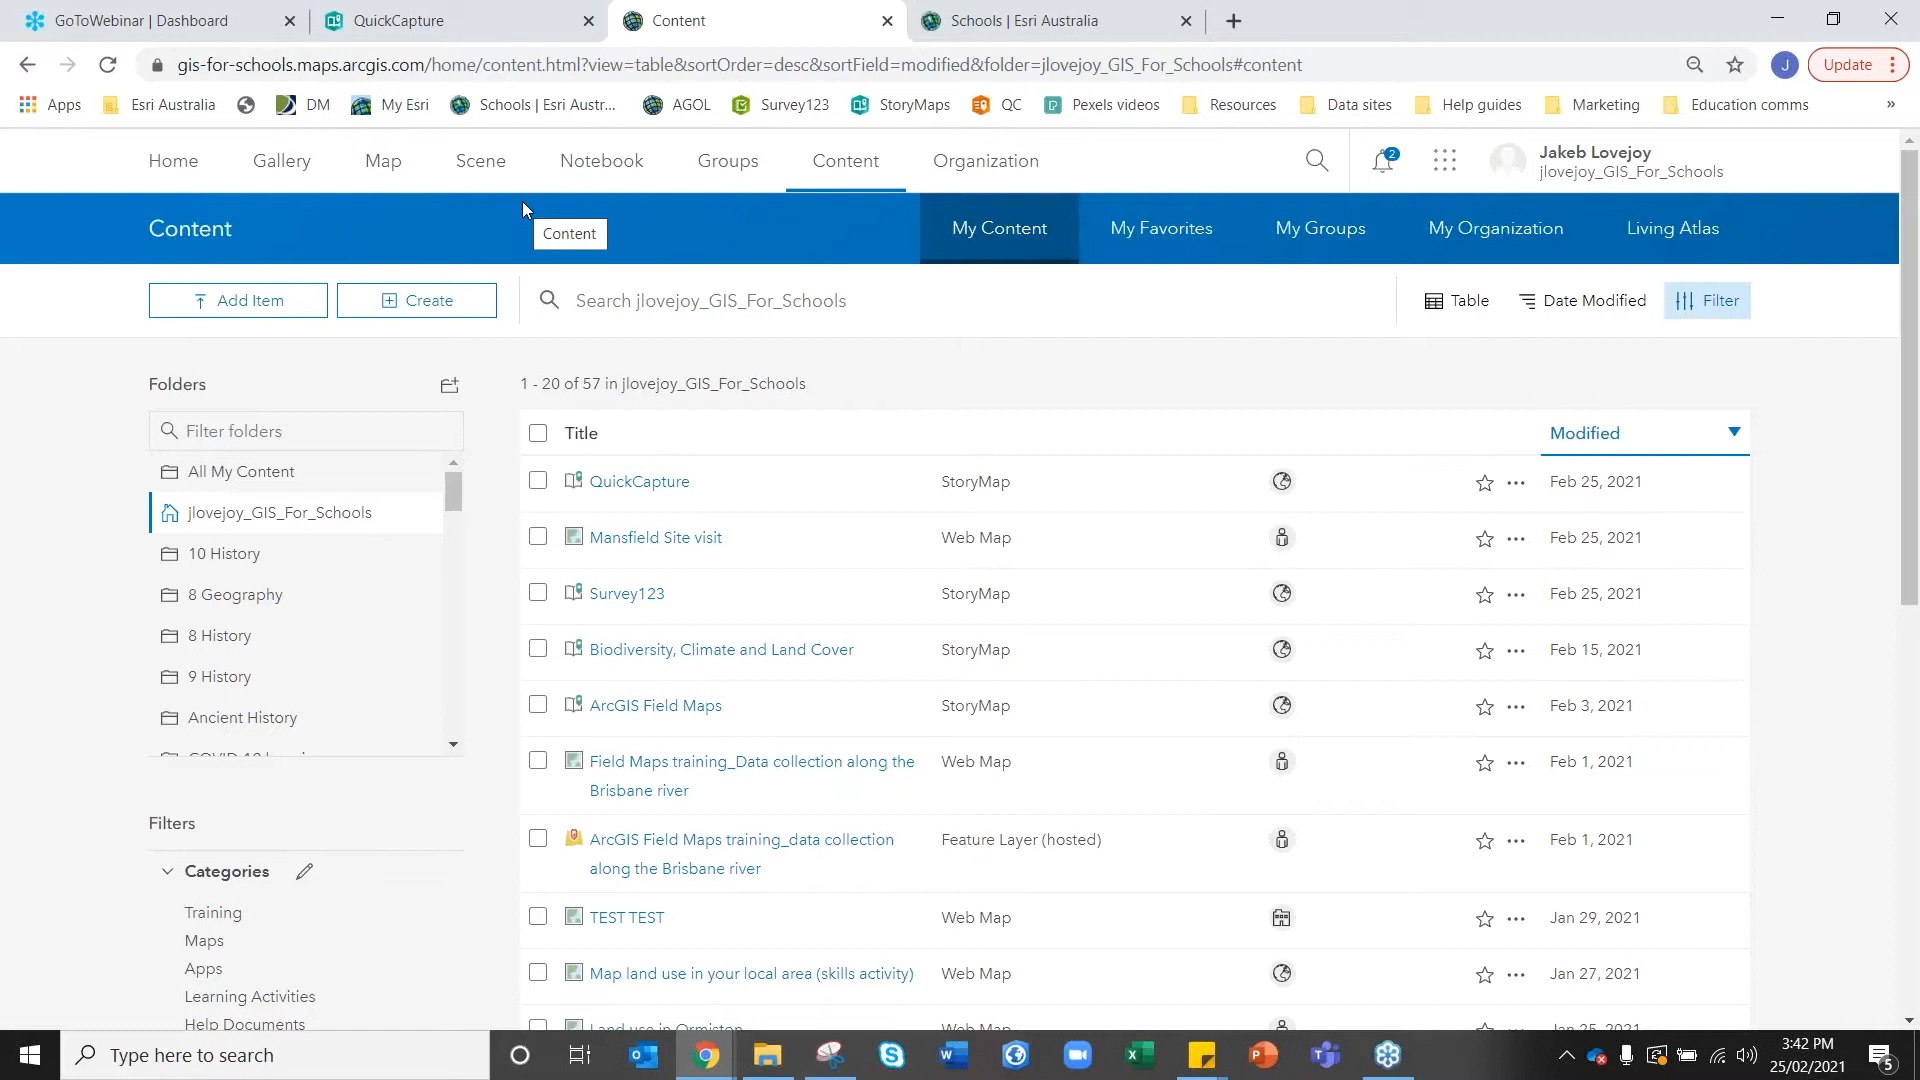 GoToWebinar | Dashboard
QuickCapture
Content
Schools | Esri Australia
gis-for-schools.maps.arcgis.com/home/content.html?view=table&sortOrder=desc&sortField=modified&folder=jlovejoy_GIS_For_Schools#content
J
Update
Apps
Esri Australia
DM
My Esri
Schools | Esri Austr...
AGOL
Survey123
StoryMaps
QC
Pexels videos
Resources
Data sites
Help guides
Marketing
Education comms
»
Home
Gallery
Map
Scene
Notebook
Groups
Content
Organization
2
Jakeb Lovejoy
jlovejoy_GIS_For_Schools
Content
Content
My Content
My Favorites
My Groups
My Organization
Living Atlas
Add Item
Create
Search jlovejoy_GIS_For_Schools
Table
Date Modified
Filter
Folders
Filter folders
All My Content
jlovejoy_GIS_For_Schools
10 History
8 Geography
8 History
9 History
Ancient History
1 - 20 of 57 in jlovejoy_GIS_For_Schools
Title
Modified
QuickCapture StoryMap Feb 25, 2021
Mansfield Site visit Web Map Feb 25, 2021
Survey123 StoryMap Feb 25, 2021
Biodiversity, Climate and Land Cover StoryMap Feb 15, 2021
ArcGIS Field Maps StoryMap Feb 3, 2021
Field Maps training_Data collection along the Web Map Feb 1, 2021
Brisbane river
ArcGIS Field Maps training_data collection Feature Layer (hosted) Feb 1, 2021
along the Brisbane river
TEST TEST Web Map Jan 29, 2021
Map land use in your local area (skills activity) Web Map Jan 27, 2021
Land use in Ormiston Web Map Jan 25, 2021
Filters
Categories
Training
Maps
Apps
Learning Activities
Help Documents
Type here to search
3:42 PM
25/02/2021
5